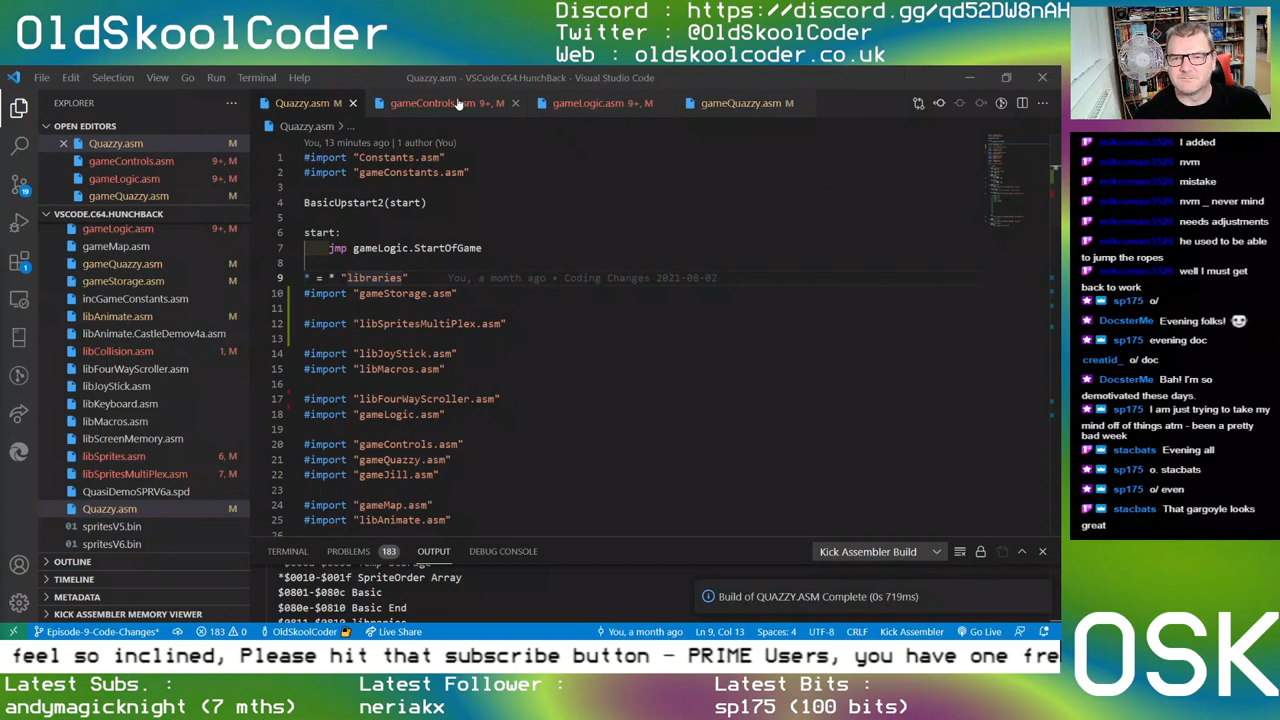 OldSkoolCoder
Discord : https://discord.gg/qd52DW8nAH
Twitter : @OldSkoolCoder
Web : oldskoolcoder.co.uk
File Edit Selection View Go Run Terminal Help
Quazzy.asm - VSCode.C64.HunchBack - Visual Studio Code
EXPLORER
Quazzy.asm M
gameControls.asm 9+, M
gameLogic.asm 9+, M
gameQuazzy.asm M
OPEN EDITORS
Quazzy.asm M
gameControls.asm 9+, M
gameLogic.asm 9+, M
gameQuazzy.asm M
VSCODE.C64.HUNCHBACK
gameLogic.asm 9+, M
gameMap.asm
gameQuazzy.asm M
gameStorage.asm M
incGameConstants.asm
libAnimate.asm M
libAnimate.CastleDemov4a.asm
libCollision.asm 1, M
libFourWayScroller.asm
libJoyStick.asm
libKeyboard.asm
libMacros.asm
libScreenMemory.asm
libSprites.asm 6, M
libSpritesMultiPlex.asm 7, M
QuasiDemoSPRV6a.spd
Quazzy.asm M
spritesV5.bin
spritesV6.bin
OUTLINE
TIMELINE
METADATA
KICK ASSEMBLER MEMORY VIEWER
19
1
Quazzy.asm > ...
You, 13 minutes ago | 1 author (You)
1 #import "Constants.asm"
2 #import "gameConstants.asm"
3
4 BasicUpstart2(start)
5
6 start:
7 jmp gameLogic.StartOfGame
8
9 * = * "libraries" You, a month ago • Coding Changes 2021-08-02
10 #import "gameStorage.asm"
11
12 #import "libSpritesMultiPlex.asm"
13
14 #import "libJoyStick.asm"
15 #import "libMacros.asm"
16
17 #import "libFourWayScroller.asm"
18 #import "gameLogic.asm"
19
20 #import "gameControls.asm"
21 #import "gameQuazzy.asm"
22 #import "gameJill.asm"
23
24 #import "gameMap.asm"
25 #import "libAnimate.asm"
TERMINAL PROBLEMS 183 OUTPUT DEBUG CONSOLE
Kick Assembler Build
*$0010-$001f SpriteOrder Array
$0801-$080c Basic
$080e-$0810 Basic End
Build of QUAZZY.ASM Complete (0s 719ms)
Episode-9-Code-Changes* 183 0 OldSkoolCoder Live Share
You, a month ago Ln 9, Col 13 Spaces: 4 UTF-8 CRLF Kick Assembler Go Live
I added
nvm
mistake
nvm _ never mind
needs adjustments
he used to be able
to jump the ropes
well I must get
back to work
sp175 o/
DocsterMe Evening folks!
sp175 evening doc
creatid_ o/ doc
DocsterMe Bah! I'm so
demotivated these days.
sp175 I am just trying to take my
mind off of things atm - been a pretty
bad week
stacbats Evening all
sp175 o. stacbats
sp175 o/ even
stacbats That gargoyle looks
great
OSK
feel so inclined, Please hit that subscribe button - PRIME Users, you have one fre
Latest Subs. :
andymagicknight (7 mths)
Latest Follower :
neriakx
Latest Bits :
sp175 (100 bits)